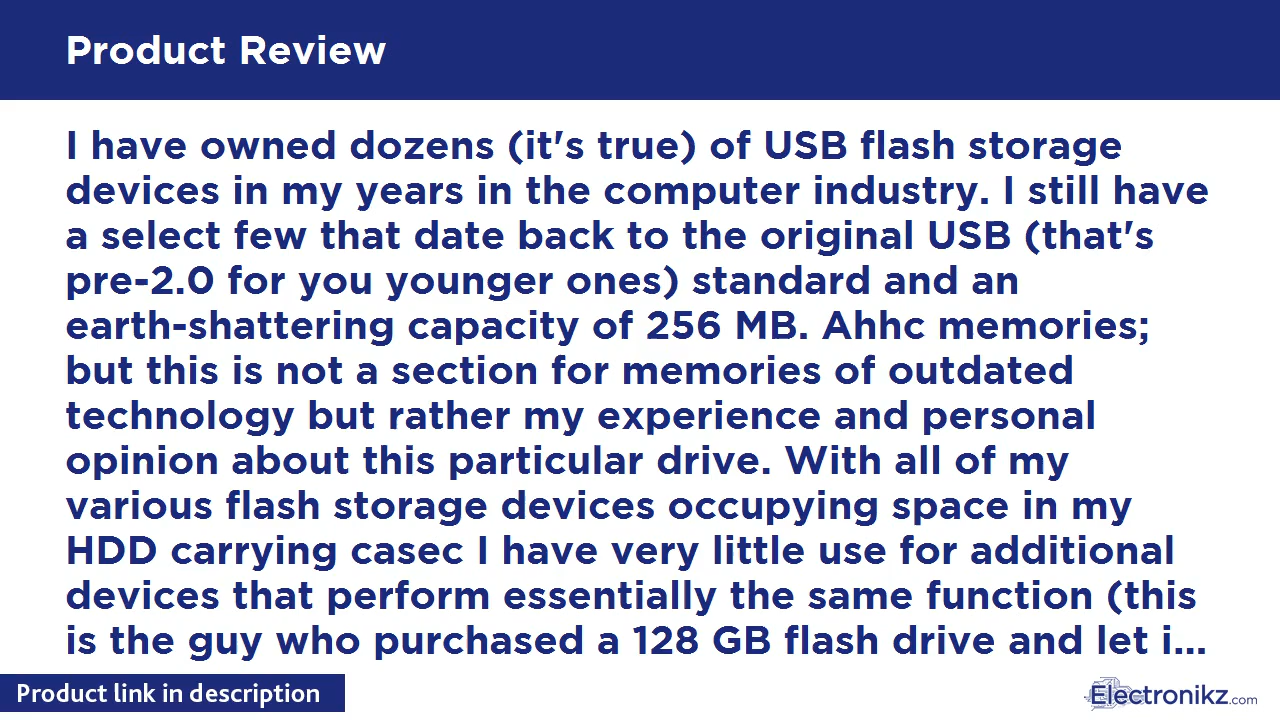 Product Review
I have owned dozens (it's true) of USB flash storage
devices in my years in the computer industry. I still have
a select few that date back to the original USB (that's
pre-2.0 for you younger ones) standard and an
earth-shattering capacity of 256 MB. Ahhc memories;
but this is not a section for memories of outdated
technology but rather my experience and personal
opinion about this particular drive. With all of my
various flash storage devices occupying space in my
HDD carrying casec I have very little use for additional
devices that perform essentially the same function (this
is the guy who purchased a 128 GB flash drive and let i...
Product link in description
Electronikz.com